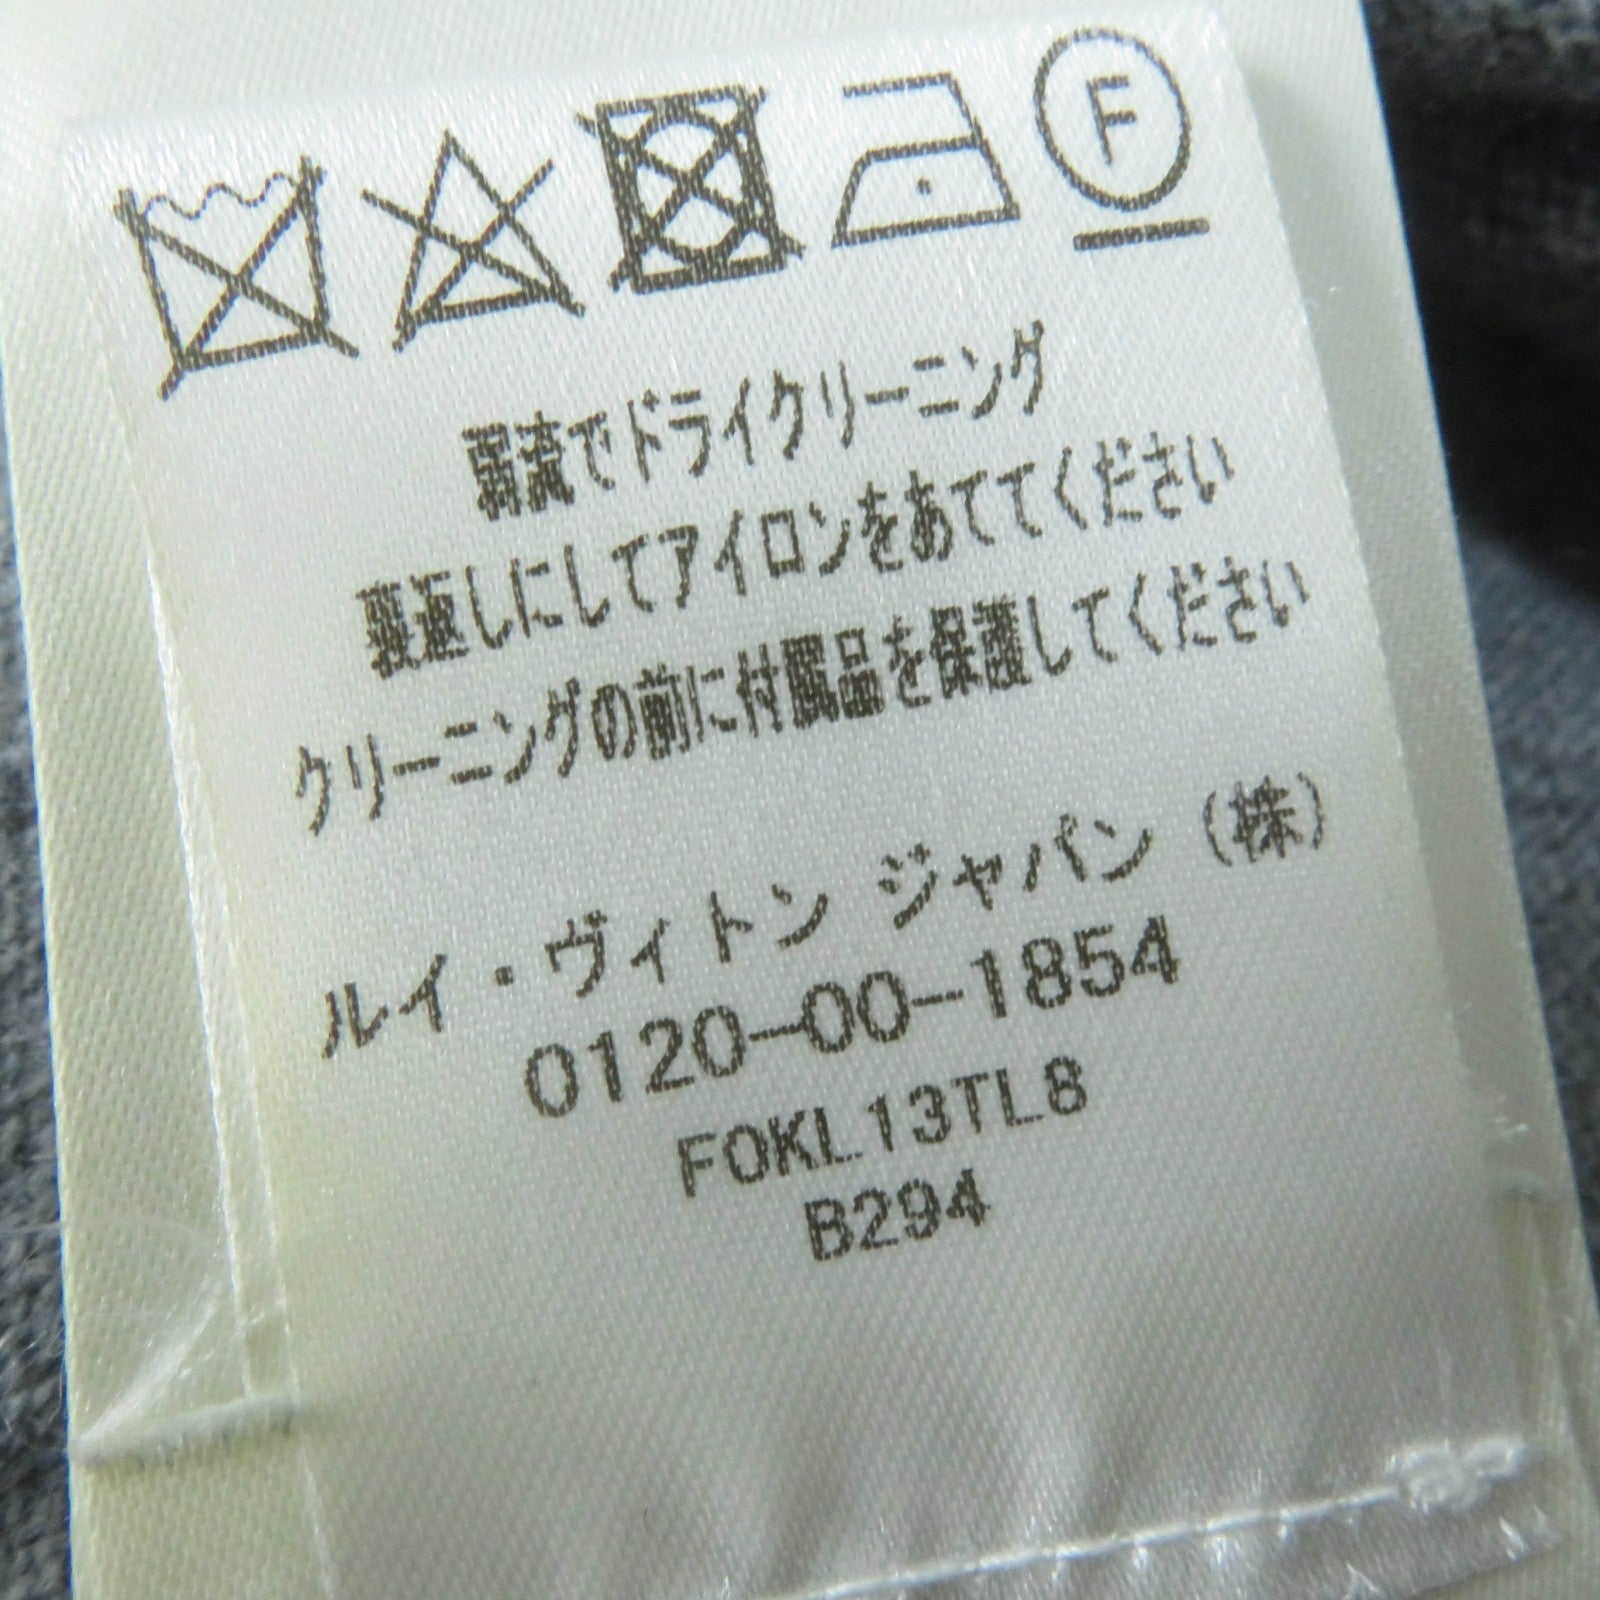 F
弱流でドライクリーニング
裏返しにしてアイロンをあててください
クリーニングの前に付属品を保護してください
ルイ・ヴィトン ジャパン (株)
0120-00-1854
F0KL13TL8
B294